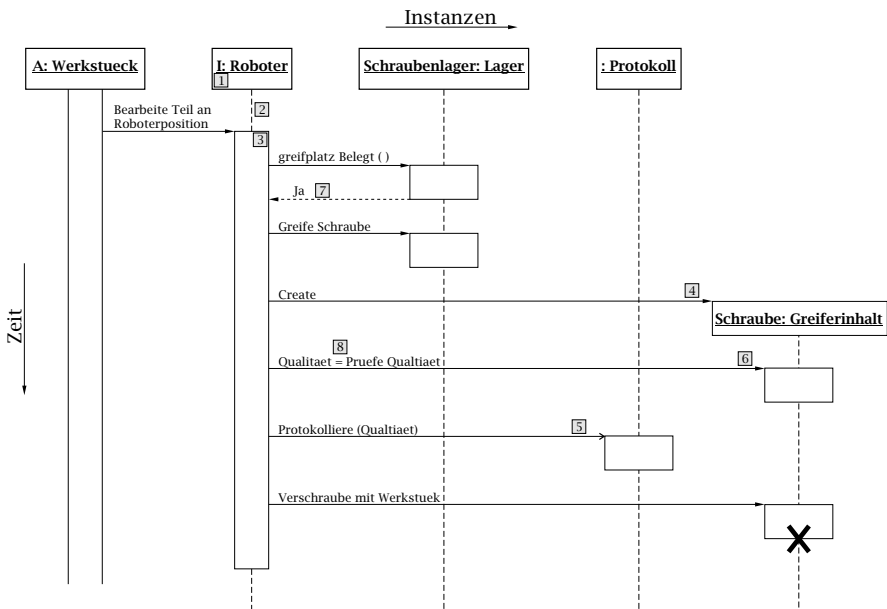 Instanzen
A: Werkstueck
I: Roboter
Schraubenlager: Lager
: Protokoll
1
2
Bearbeite Teil an
Roboterposition
3
greifplatz Belegt ( )
Ja
7
Greife Schraube
Zeit
Create
4
Schraube: Greiferinhalt
8
Qualitaet = Pruefe Qualtiaet
6
Protokolliere (Qualtiaet)
5
Verschraube mit Werkstuek